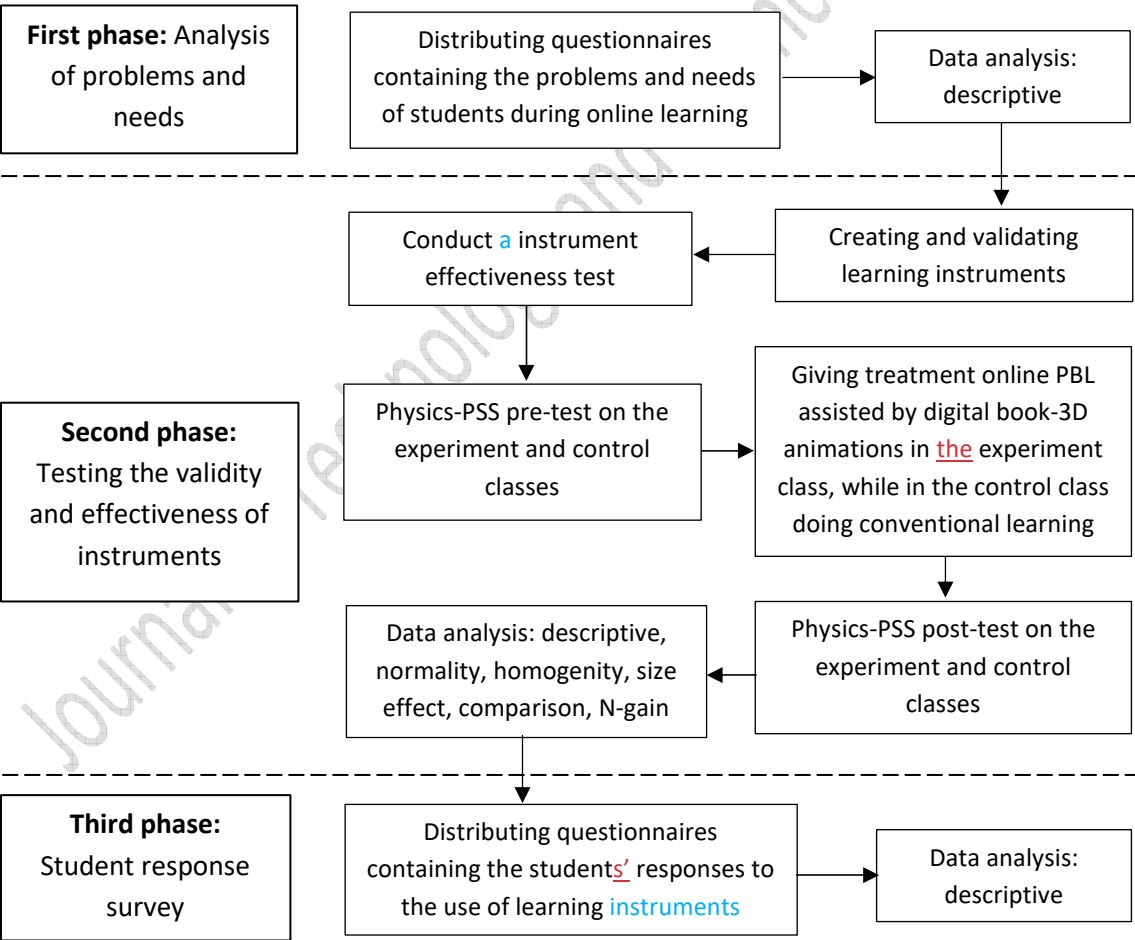 First phase: Analysis
of problems and
needs
Distributing questionnaires
containing the problems and needs
of students during online learning
Data analysis:
descriptive
Conduct a instrument
effectiveness test
Creating and validating
learning instruments
Second phase:
Testing the validity
and effectiveness of
instruments
Physics-PSS pre-test on the
experiment and control
classes
Giving treatment online PBL
assisted by digital book-3D
animations in the experiment
class, while in the control class
doing conventional learning
Data analysis: descriptive,
normality, homogenity, size
effect, comparison, N-gain
Physics-PSS post-test on the
experiment and control
classes
Third phase:
Student response
survey
Distributing questionnaires
containing the students’ responses to
the use of learning instruments
Data analysis:
descriptive